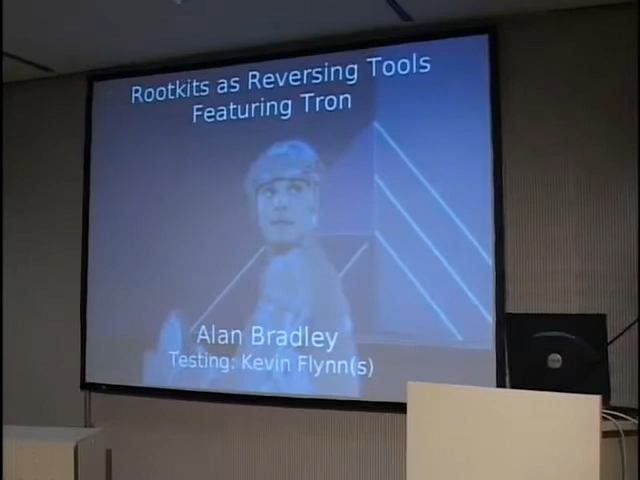 Rootkits as Reversing Tools
Featuring Tron
Alan Bradley
Testing: Kevin Flynn(s)